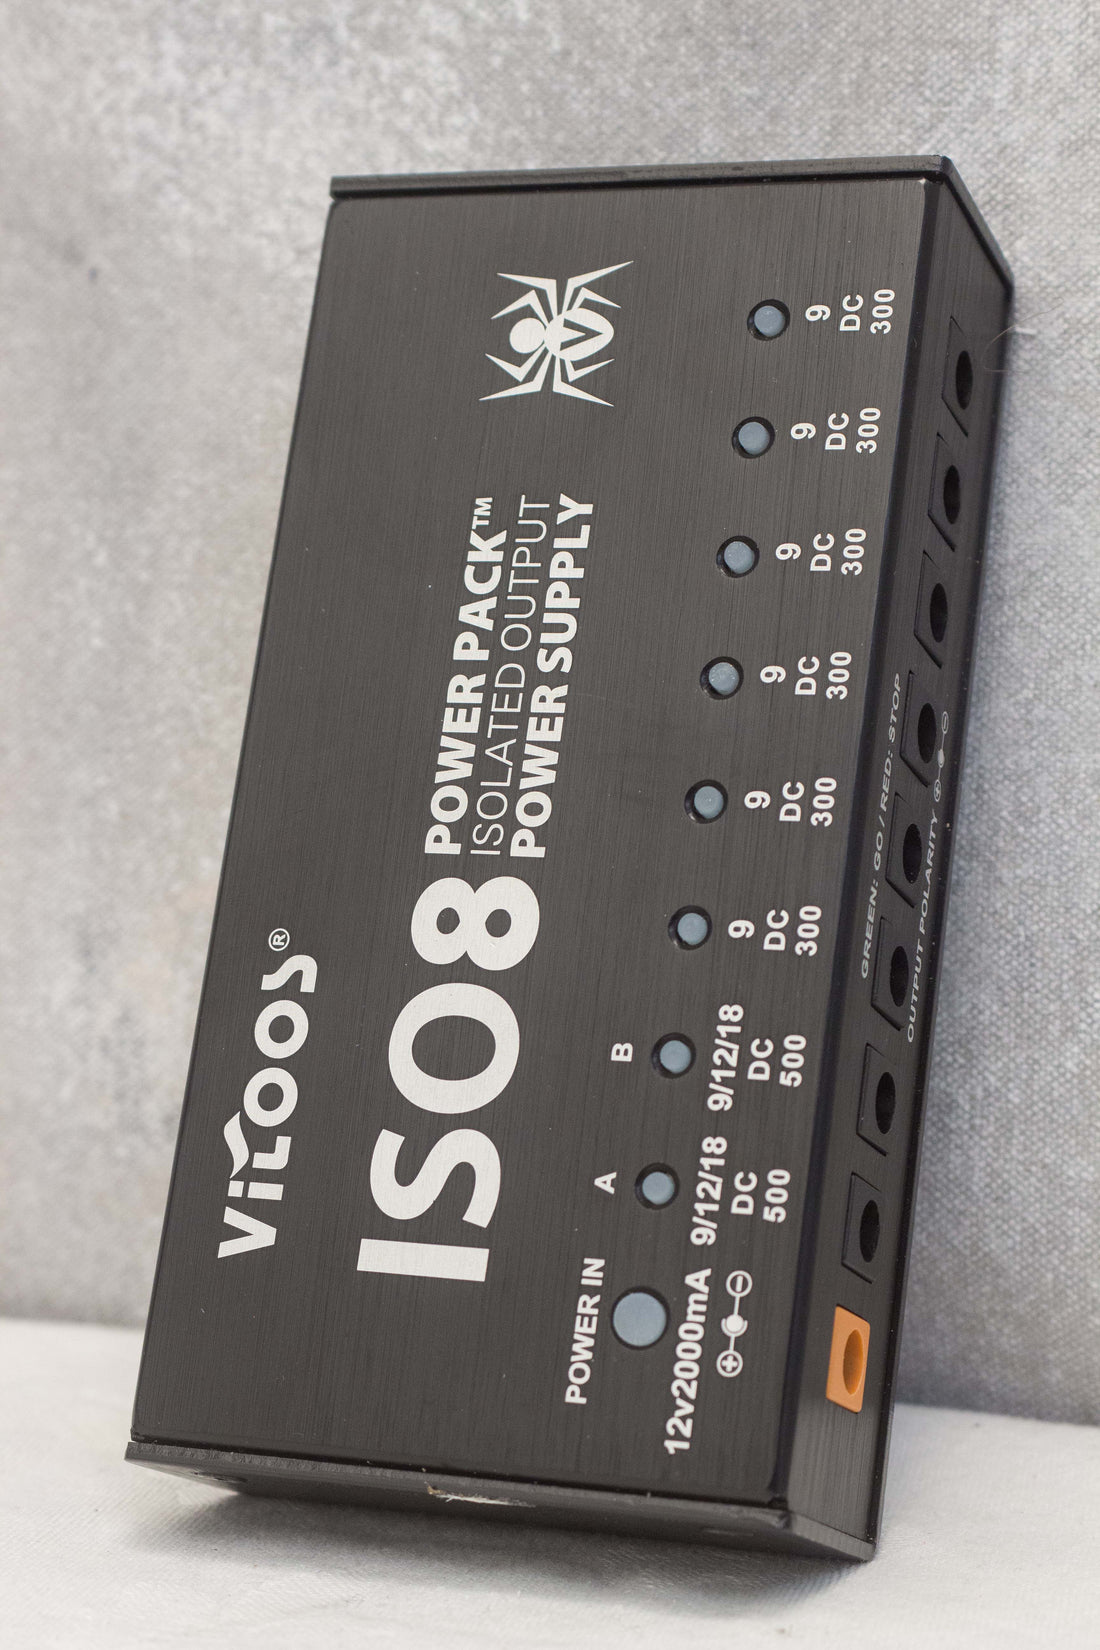 ViLOOS®
ISO8
POWER PACK™
ISOLATED OUTPUT
POWER SUPPLY
V
POWER IN
12v2000mA
A
9/12/18
DC
500
B
9/12/18
DC
500
9
DC
300
9
DC
300
9
DC
300
9
DC
300
9
DC
300
9
DC
300
GREEN: GO / RED: STOP
OUTPUT POLARITY